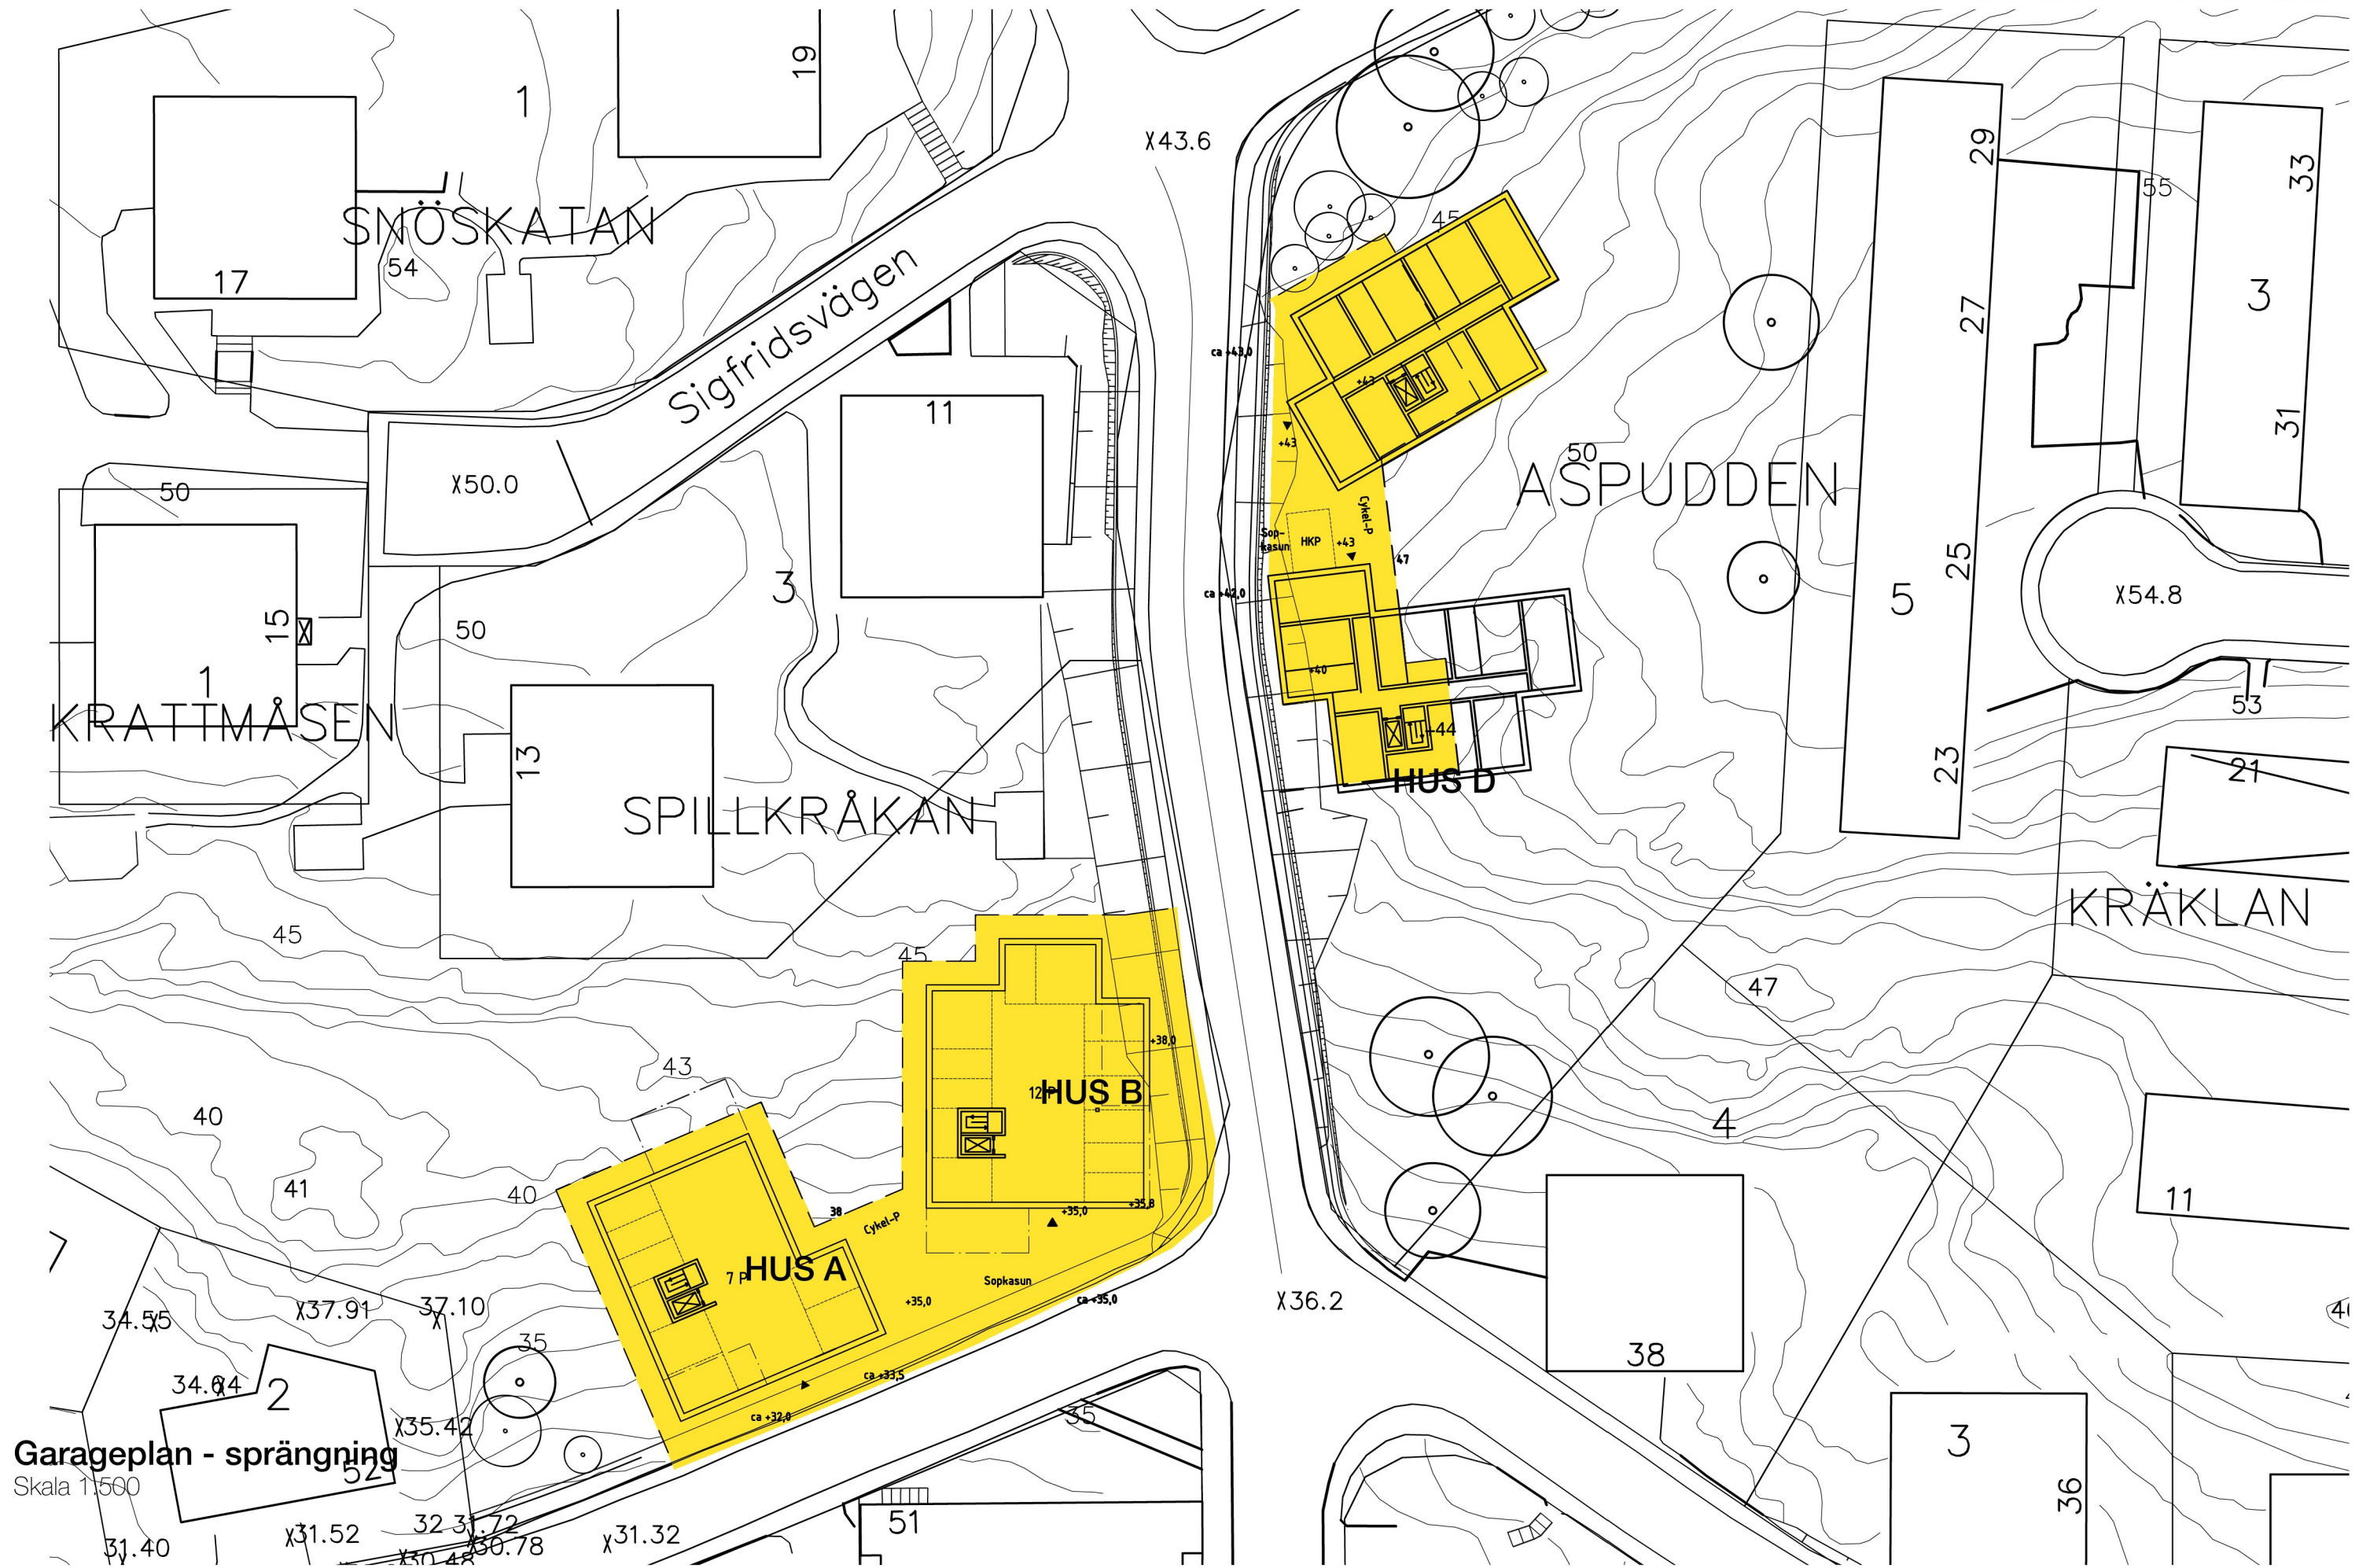 19
1
X43.6
29
33
55
SNÖSKATAN
45
54
17
Sigfridsvägen
27
3
ca +43,0
+43
11
31
+43
50
ASPUDDEN
X50.0
50
Cykel-P
Sop-
kasun
HKP
+43
47
25
3
ca +42,0
5
X54.8
15
50
+40
1
KRATTMÅSEN
53
+44
13
HUS D
23
21
SPILLKRÅKAN
KRÄKLAN
45
45
47
+38,0
43
12 P
HUS B
40
4
41
40
38
Cykel-P
+35,0
+35,8
11
7 P
HUS A
Sopkasun
+35,0
ca +35,0
X36.2
X37.91
37.10
34.55
35
38
34.64
2
ca +33,5
ca +32,0
X35.42
35
3
Garageplan - sprängning
52
Skala 1:500
36
51
32
31.72
X31.52
X31.32
31.40
X30.48
X30.78